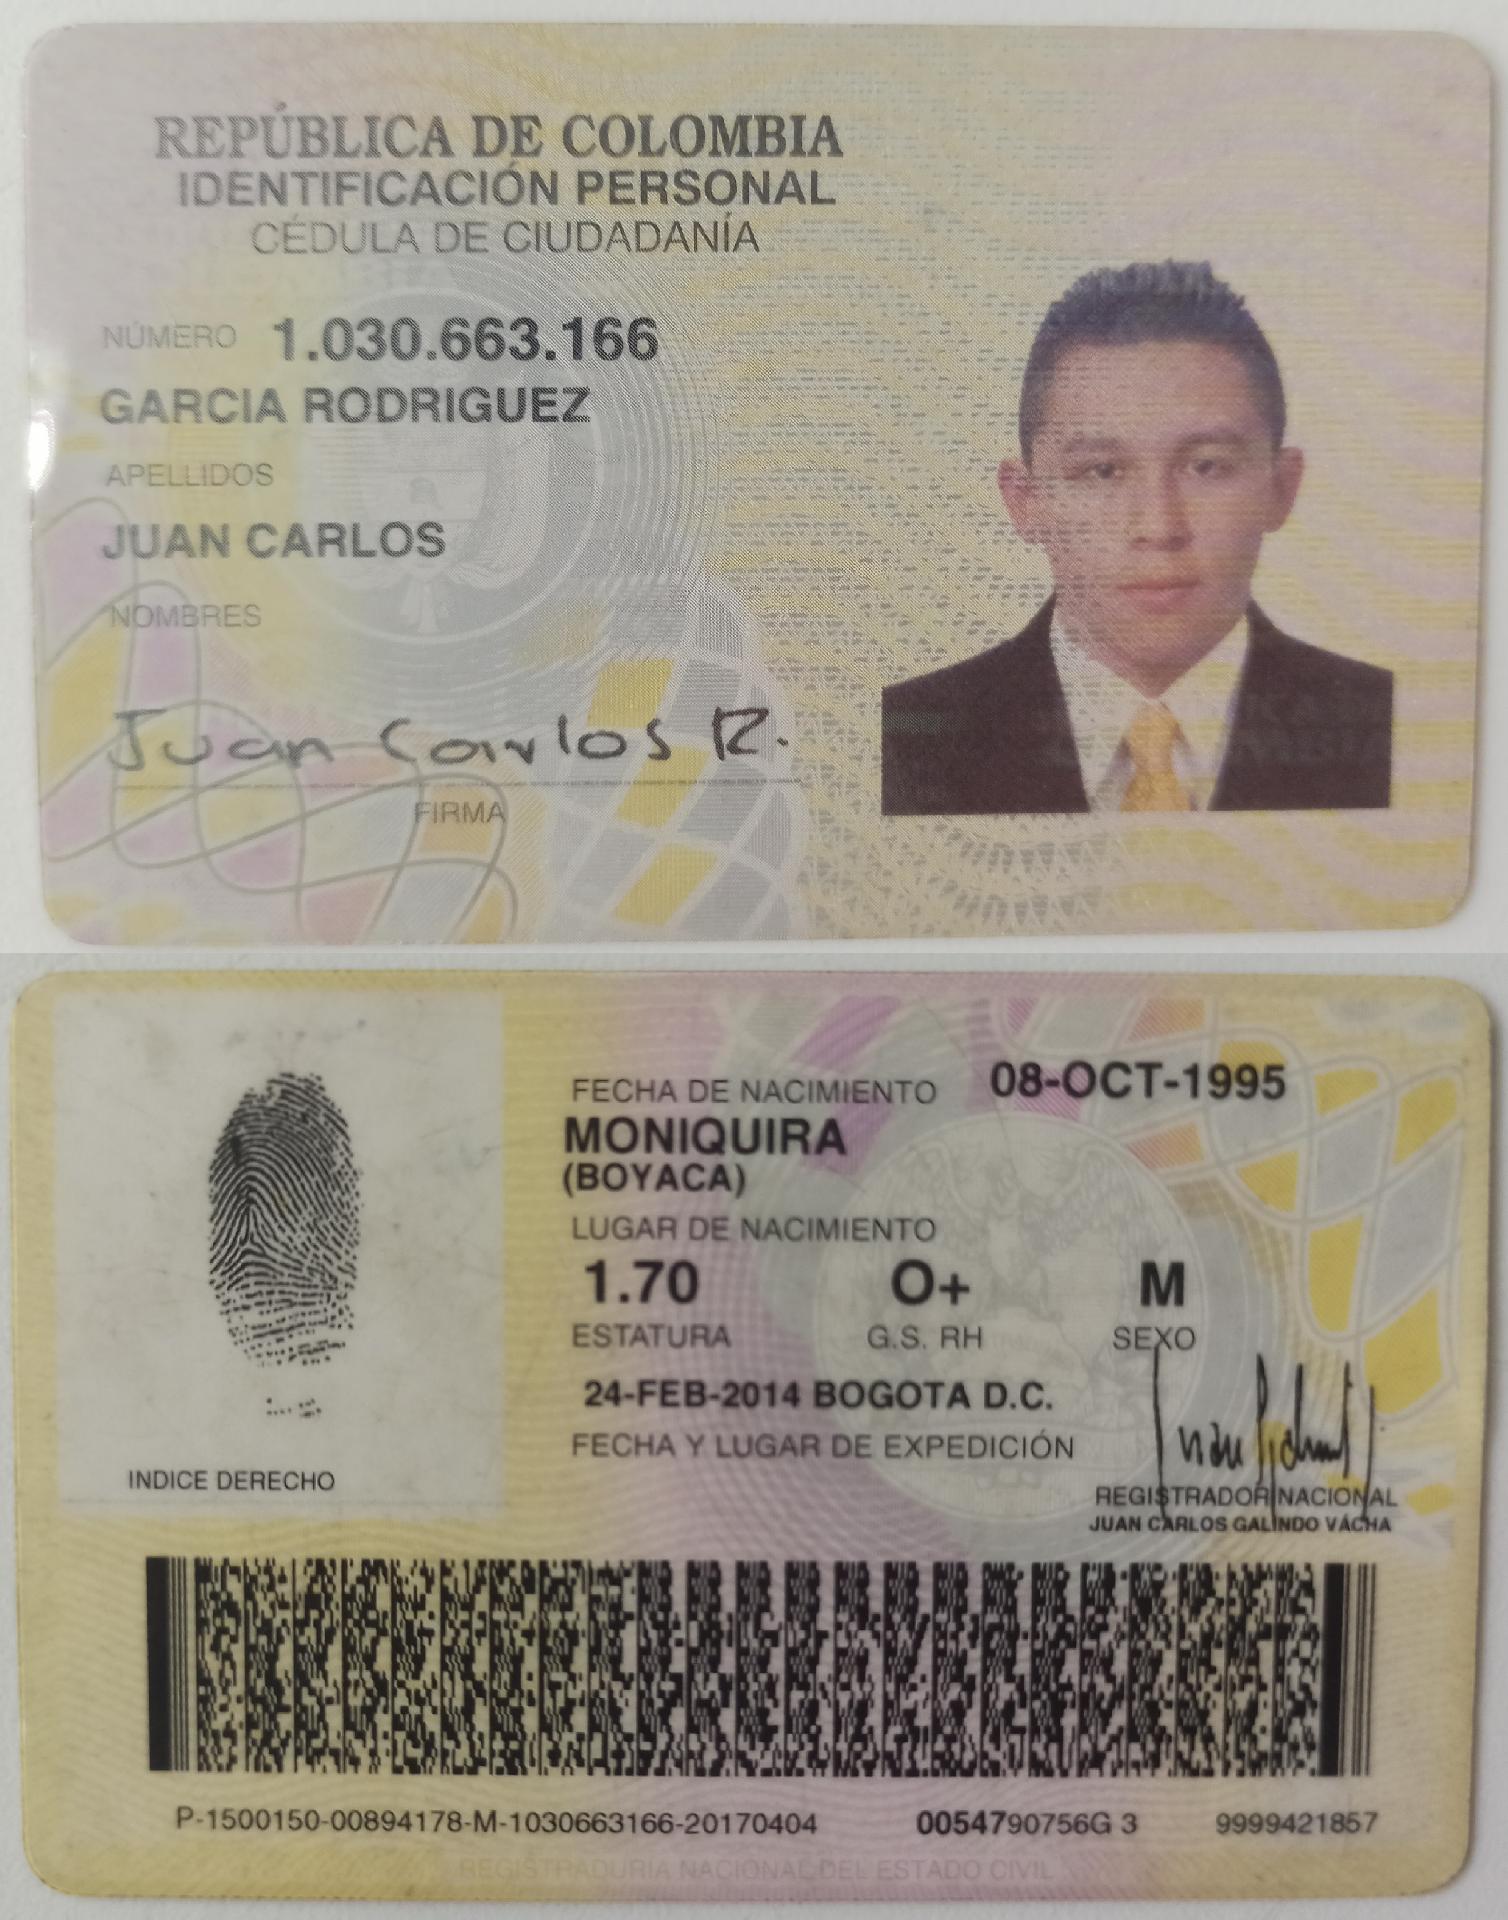 REPÚBLICA DE COLOMBIA
IDENTIFICACIÓN PERSONAL
CÉDULA DE CIUDADANÍA
NÚMERO 1.030.663.166
GARCIA RODRIGUEZ
APELLIDOS
JUAN CARLOS
NOMBRES
Juan Carlos R.
FIRMA
FECHA DE NACIMIENTO 08-OCT-1995
MONIQUIRA
(BOYACA)
LUGAR DE NACIMIENTO
1.70 O+ M
ESTATURA G.S. RH SEXO
24-FEB-2014 BOGOTA D.C.
FECHA Y LUGAR DE EXPEDICIÓN
INDICE DERECHO
REGISTRADOR NACIONAL
JUAN CARLOS GALINDO VÁCHA
P-1500150-00894178-M-1030663166-20170404 0054790756G 3 9999421857
REGISTRADURIA NACIONAL DEL ESTADO CIVIL